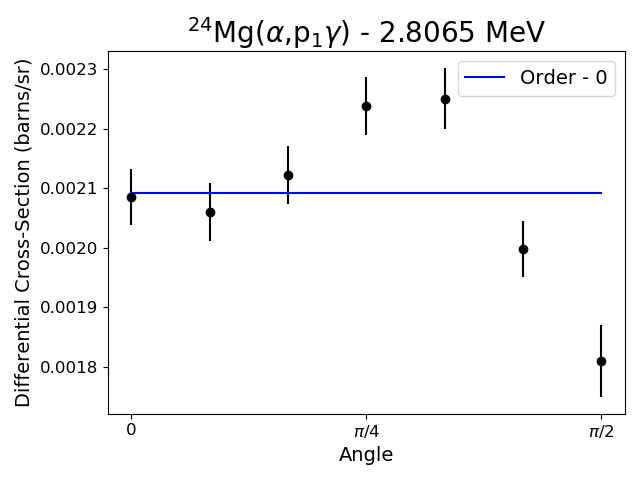 ²⁴Mg(α,p₁γ) - 2.8065 MeV
Order - 0
Differential Cross-Section (barns/sr)
0.0023
0.0022
0.0021
0.0020
0.0019
0.0018
0
π/4
π/2
Angle